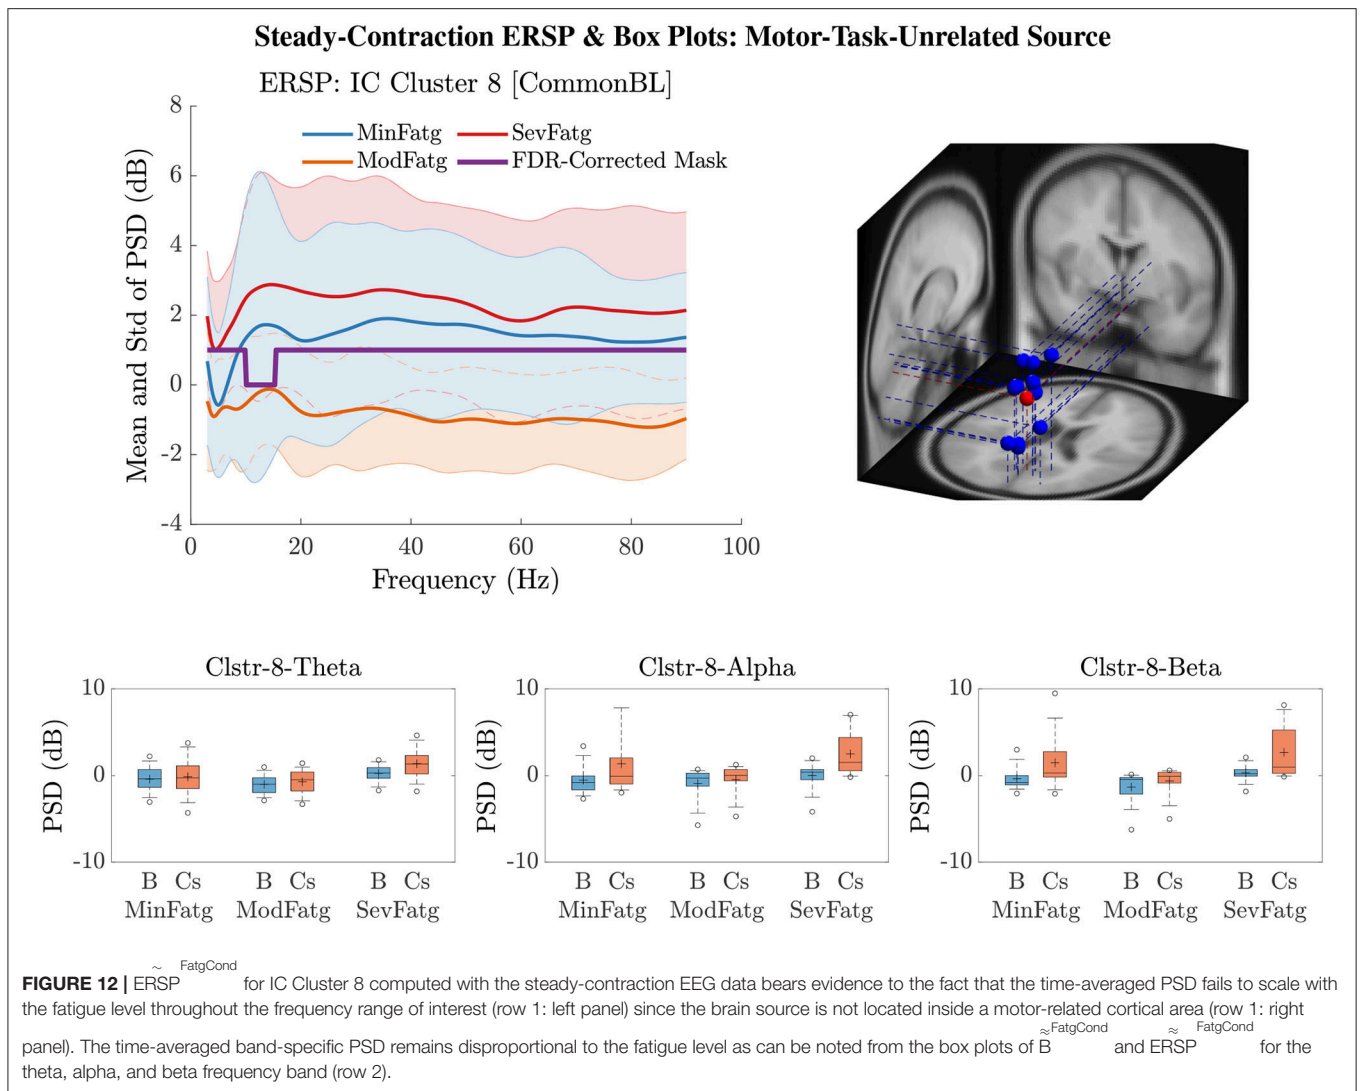 Steady-Contraction ERSP & Box Plots: Motor-Task-Unrelated Source
ERSP: IC Cluster 8 [CommonBL]
MinFatg SevFatg
ModFatg FDR-Corrected Mask
Mean and Std of PSD (dB)
8
6
4
2
0
-2
-4
0 20 40 60 80 100
Frequency (Hz)
Clstr-8-Theta
PSD (dB)
10
0
-10
B Cs B Cs B Cs
MinFatg ModFatg SevFatg
Clstr-8-Alpha
PSD (dB)
10
0
-10
B Cs B Cs B Cs
MinFatg ModFatg SevFatg
Clstr-8-Beta
PSD (dB)
10
0
-10
B Cs B Cs B Cs
MinFatg ModFatg SevFatg
FIGURE 12 | ERSP̃^FatgCond for IC Cluster 8 computed with the steady-contraction EEG data bears evidence to the fact that the time-averaged PSD fails to scale with
the fatigue level throughout the frequency range of interest (row 1: left panel) since the brain source is not located inside a motor-related cortical area (row 1: right
panel). The time-averaged band-specific PSD remains disproportional to the fatigue level as can be noted from the box plots of B̃̃^FatgCond and ERSP̃̃^FatgCond for the
theta, alpha, and beta frequency band (row 2).